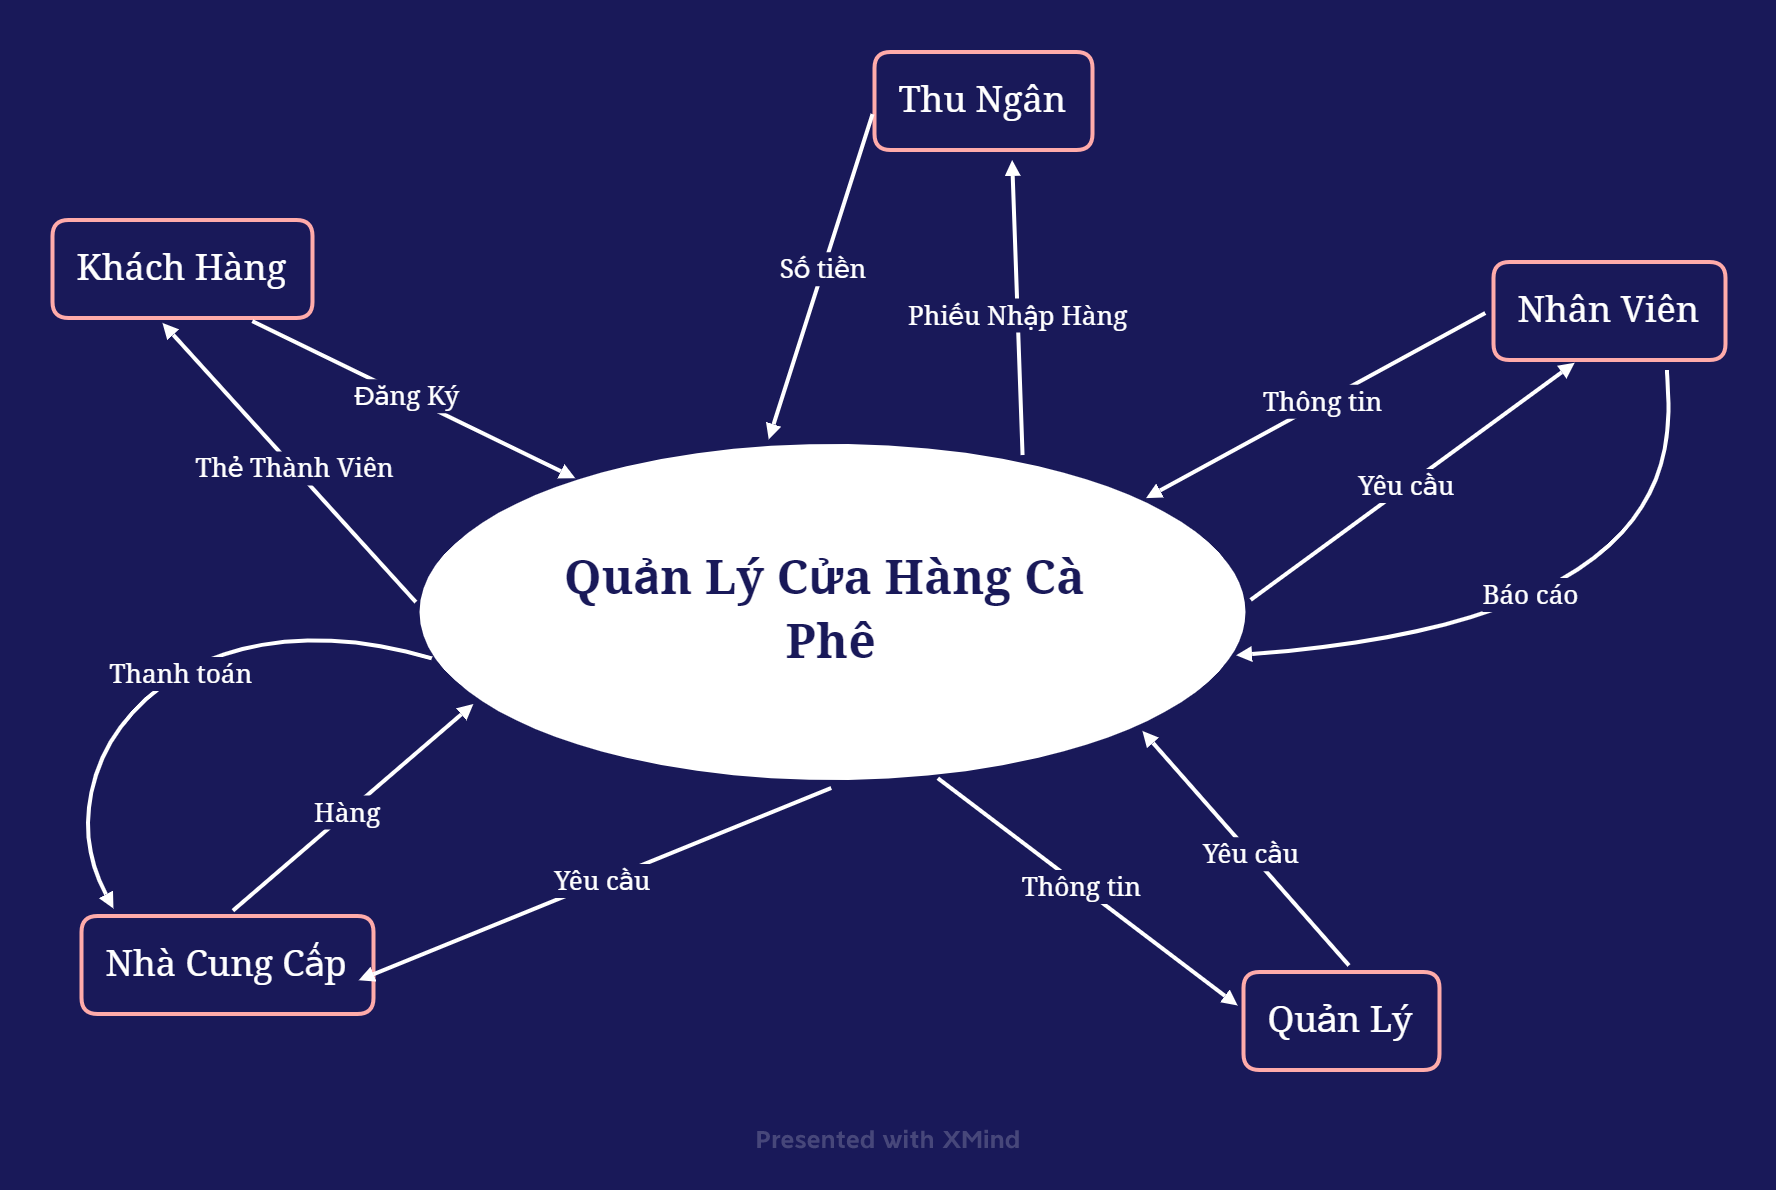 Thu Ngân
Khách Hàng
Số tiền
Nhân Viên
Phiếu Nhập Hàng
Đăng Ký
Thông tin
Thẻ Thành Viên
Yêu cầu
Quản Lý Cửa Hàng Cà
Phê
Báo cáo
Thanh toán
Hàng
Yêu cầu
Yêu cầu
Thông tin
Nhà Cung Cấp
Quản Lý
Presented with XMind